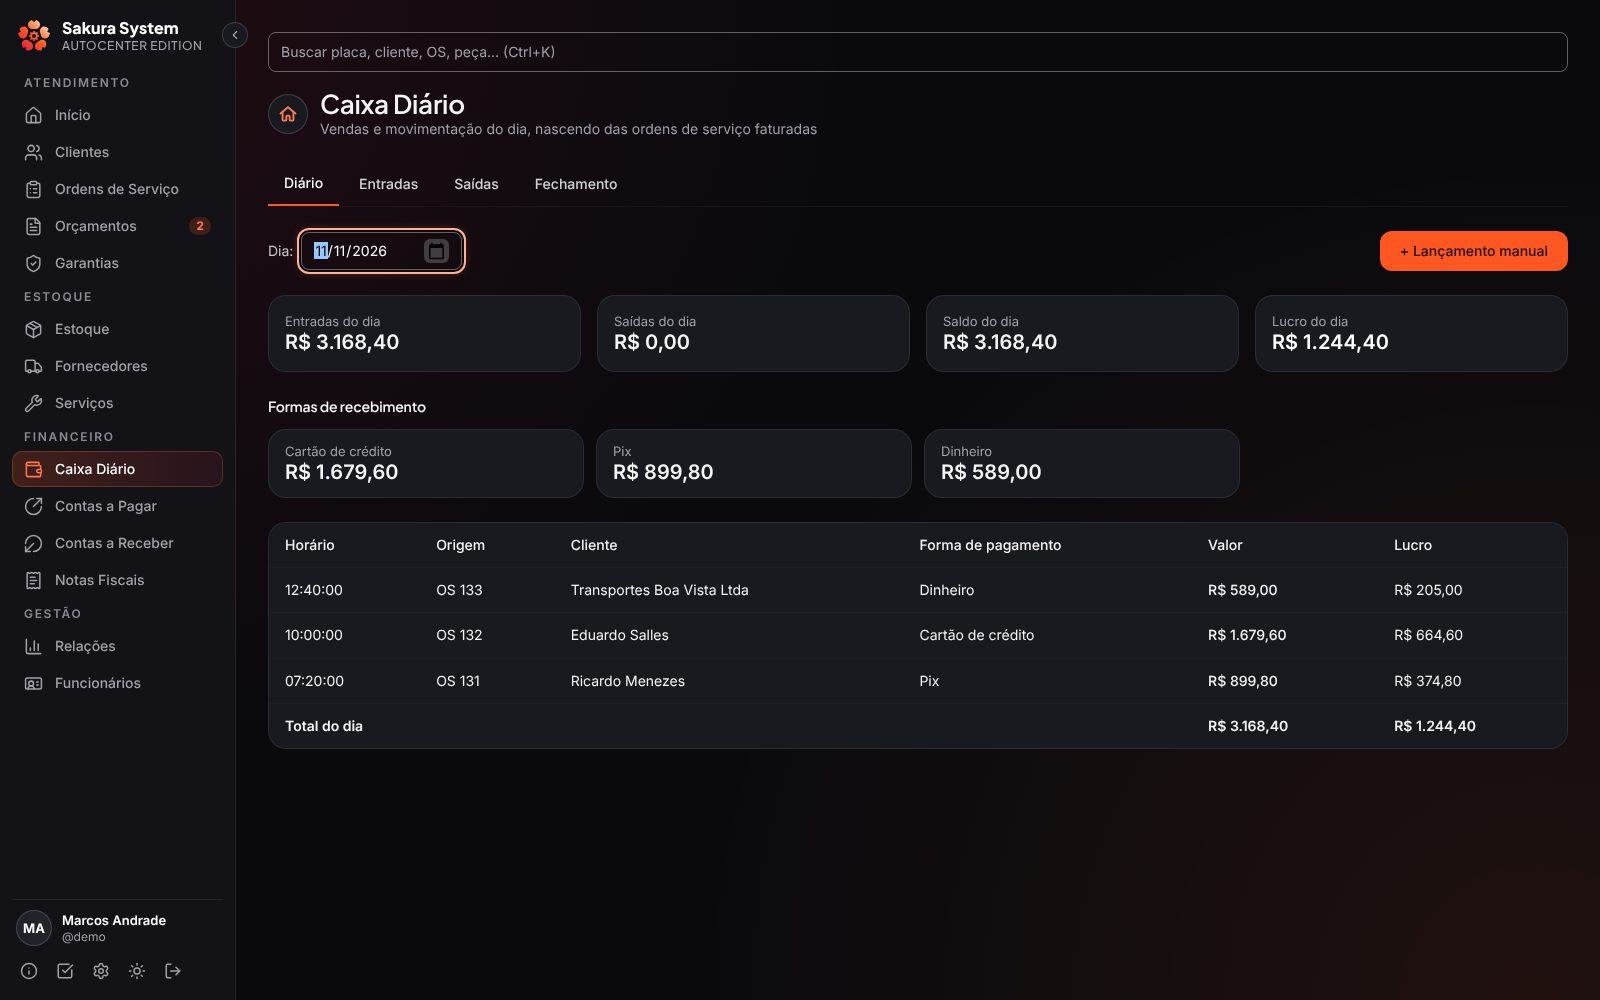 Sakura System
AUTOCENTER EDITION
ATENDIMENTO
Início
Clientes
Ordens de Serviço
Orçamentos 2
Garantias
ESTOQUE
Estoque
Fornecedores
Serviços
FINANCEIRO
Caixa Diário
Contas a Pagar
Contas a Receber
Notas Fiscais
GESTÃO
Relações
Funcionários
MA
Marcos Andrade
@demo
Buscar placa, cliente, OS, peça... (Ctrl+K)
Caixa Diário
Vendas e movimentação do dia, nascendo das ordens de serviço faturadas
Diário Entradas Saídas Fechamento
Dia: 11/11/2026
+ Lançamento manual
Entradas do dia
R$ 3.168,40
Saídas do dia
R$ 0,00
Saldo do dia
R$ 3.168,40
Lucro do dia
R$ 1.244,40
Formas de recebimento
Cartão de crédito
R$ 1.679,60
Pix
R$ 899,80
Dinheiro
R$ 589,00
Horário Origem Cliente Forma de pagamento Valor Lucro
12:40:00 OS 133 Transportes Boa Vista Ltda Dinheiro R$ 589,00 R$ 205,00
10:00:00 OS 132 Eduardo Salles Cartão de crédito R$ 1.679,60 R$ 664,60
07:20:00 OS 131 Ricardo Menezes Pix R$ 899,80 R$ 374,80
Total do dia R$ 3.168,40 R$ 1.244,40